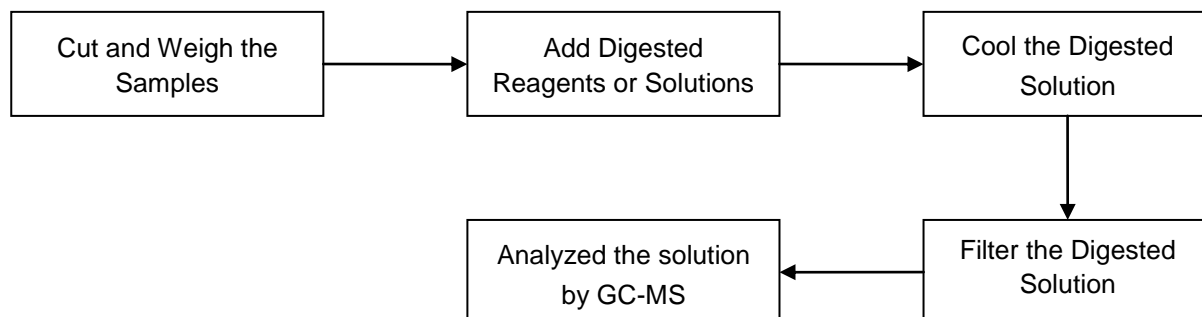 Cut and Weigh the
Samples
Add Digested
Reagents or Solutions
Cool the Digested
Solution
Filter the Digested
Solution
Analyzed the solution
by GC-MS